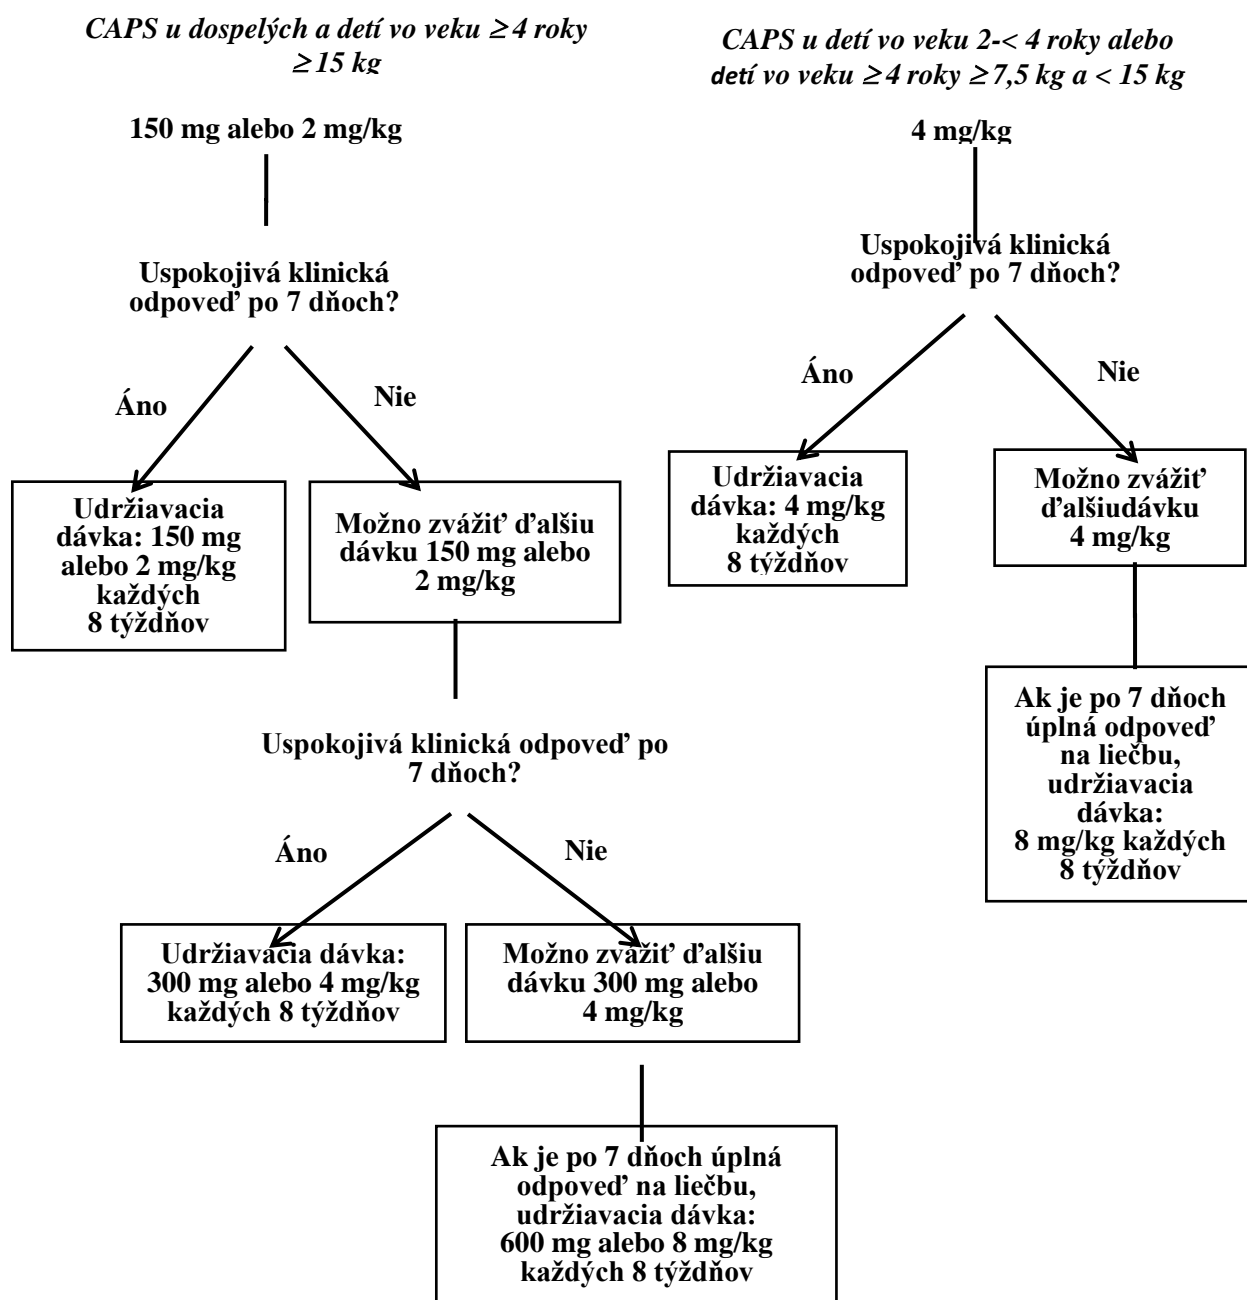 CAPS u dospelých a detí vo veku ≥ 4 roky
≥ 15 kg
150 mg alebo 2 mg/kg
Uspokojivá klinická
odpoveď po 7 dňoch?
Áno
Nie
Udržiavacia
dávka: 150 mg
alebo 2 mg/kg
každých
8 týždňov
Možno zvážiť ďalšiu
dávku 150 mg alebo
2 mg/kg
Uspokojivá klinická odpoveď po
7 dňoch?
Áno
Nie
Udržiavacia dávka:
300 mg alebo 4 mg/kg
každých 8 týždňov
Možno zvážiť ďalšiu
dávku 300 mg alebo
4 mg/kg
Ak je po 7 dňoch úplná
odpoveď na liečbu,
udržiavacia dávka:
600 mg alebo 8 mg/kg
každých 8 týždňov
CAPS u detí vo veku 2-< 4 roky alebo
detí vo veku ≥ 4 roky ≥ 7,5 kg a < 15 kg
4 mg/kg
Uspokojivá klinická
odpoveď po 7 dňoch?
Áno
Nie
Udržiavacia
dávka: 4 mg/kg
každých
8 týždňov
Možno zvážiť
ďalšiudávku
4 mg/kg
Ak je po 7 dňoch
úplná odpoveď
na liečbu,
udržiavacia
dávka:
8 mg/kg každých
8 týždňov